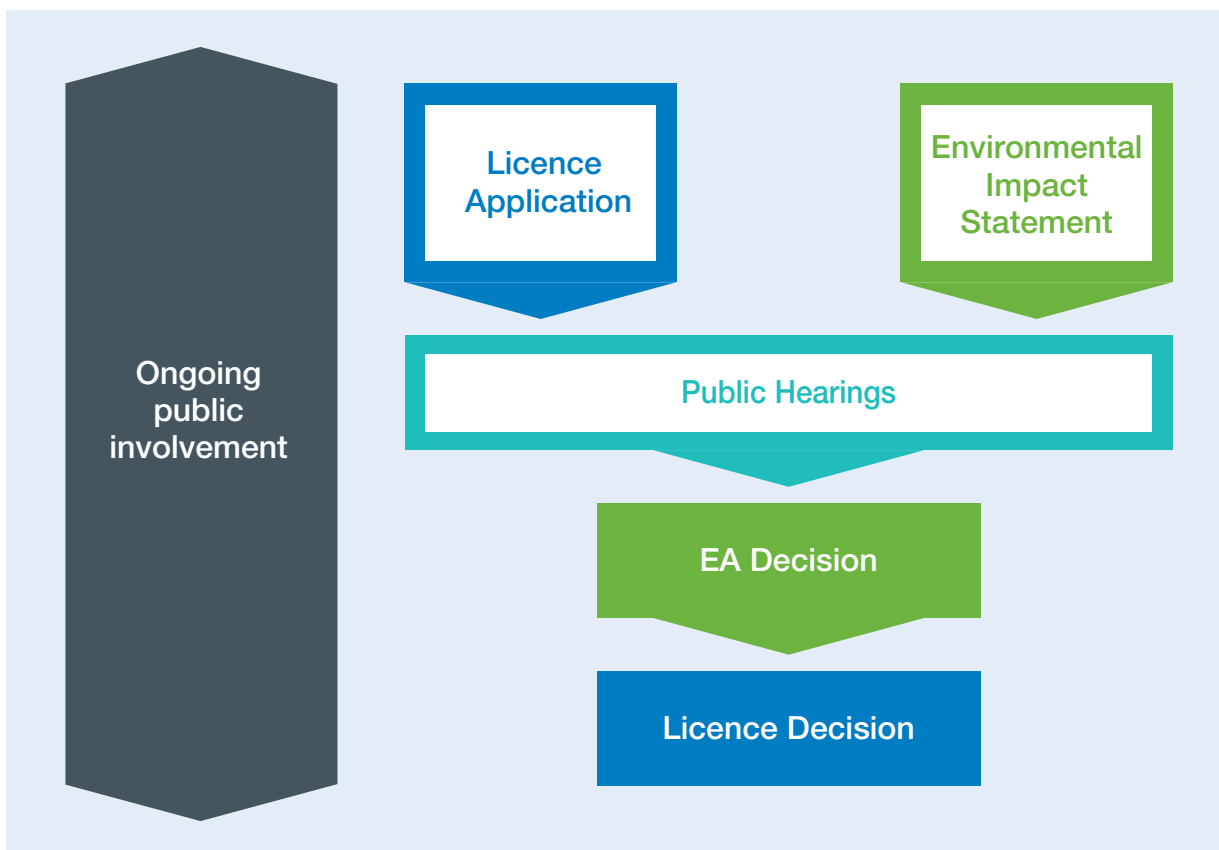 Ongoing
public
involvement
Licence
Application
Environmental
Impact
Statement
Public Hearings
EA Decision
Licence Decision